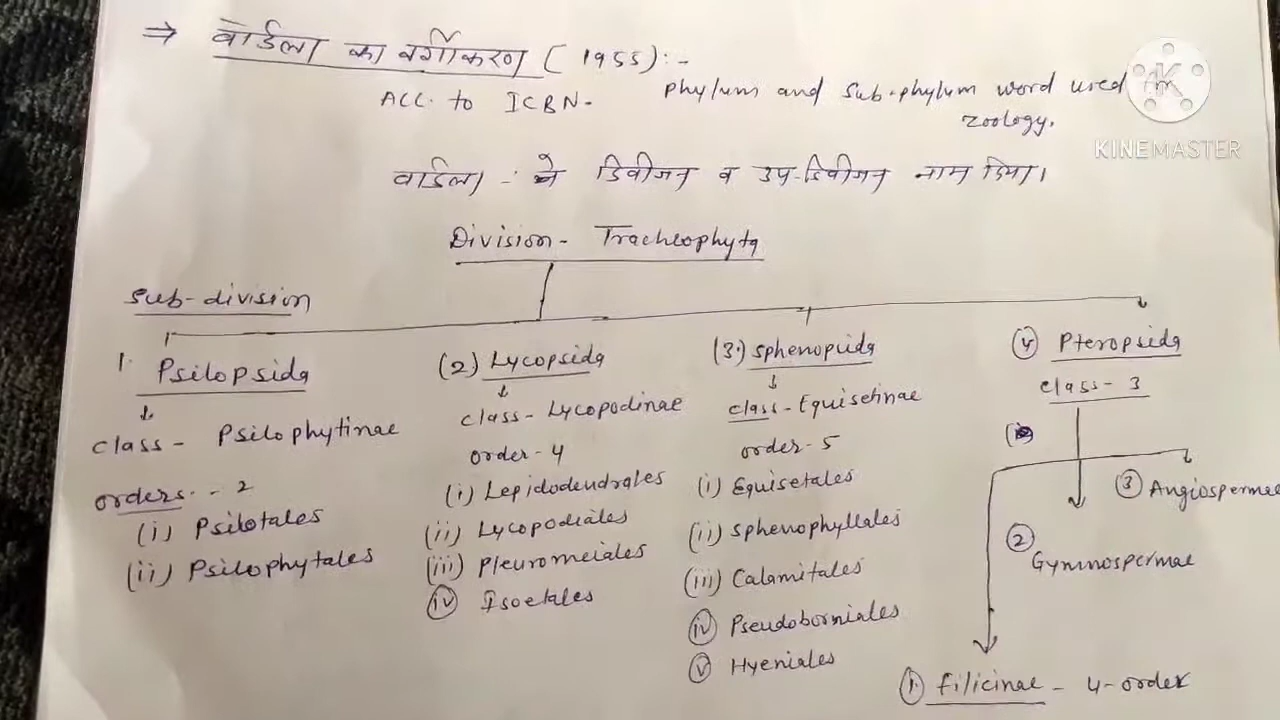 ⇒ वार्डला का वर्गीकरण ( 1955) :-
ACC. to ICBN. phylum and sub-phylum word used in
zoology.
KINEMASTER
वार्डला - ने डिवीजन व उप-डिवीजन नाम दिया।
Division - Tracheophyta
Sub-division
1. Psilopsida
class - Psilophytinae
orders. - 2
(i) Psilotales
(ii) Psilophytales
(2) Lycopsida
class - Lycopodinae
order - 4
(i) Lepidodendrales
(ii) Lycopodiales
(iii) Pleuromeiales
(iv) Isoetales
(3.) Sphenopsida
class - Equisetinae
order - 5
(i) Equisetales
(ii) Sphenophyllales
(iii) Calamitales
(iv) Pseudoborniales
(v) Hyeniales
(4) Pteropsida
class - 3
(3) Angiospermae
(2)
Gymnospermae
(1.) filicinae - 4-order